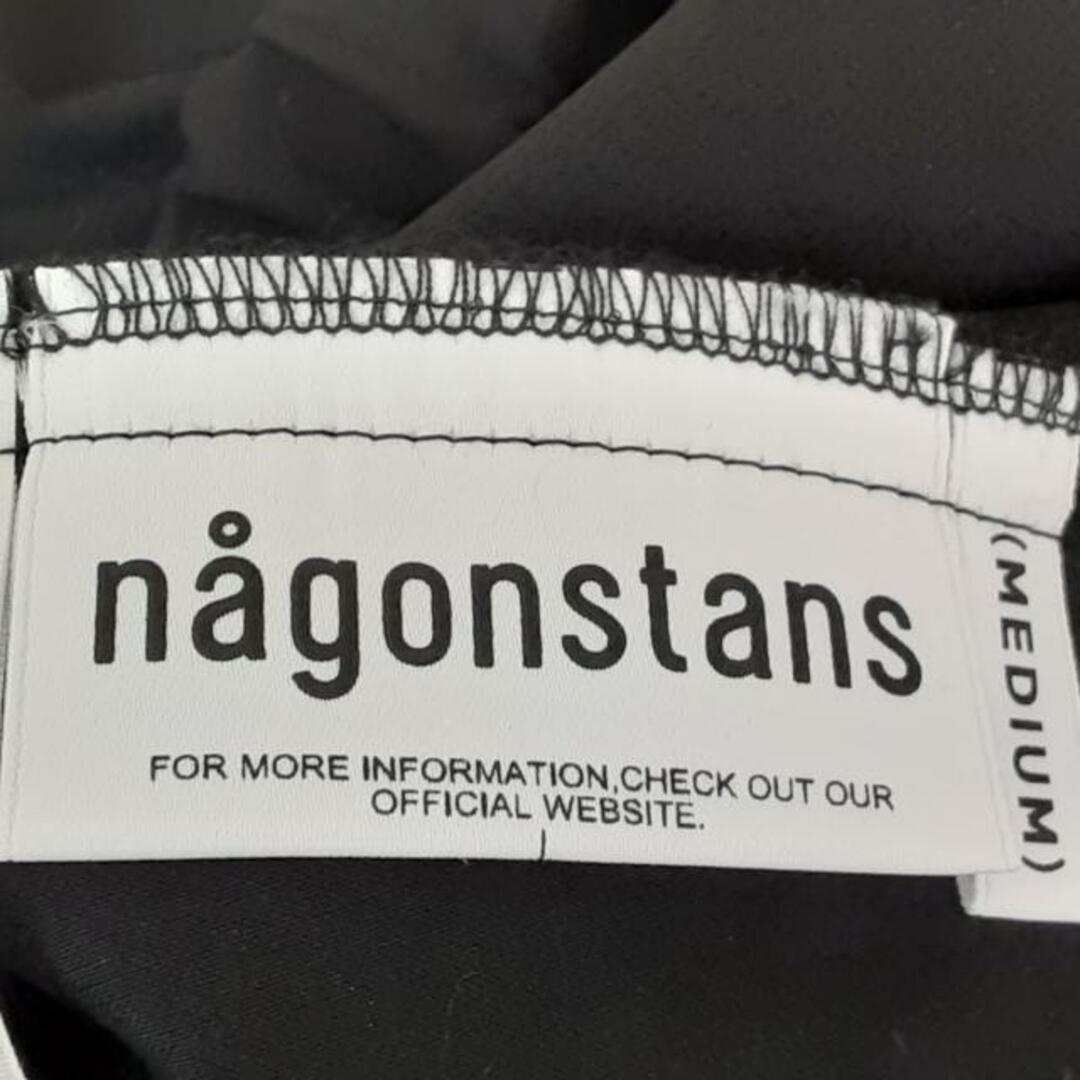 någonstans
FOR MORE INFORMATION,CHECK OUT OUR
OFFICIAL WEBSITE.
(MEDIUM)